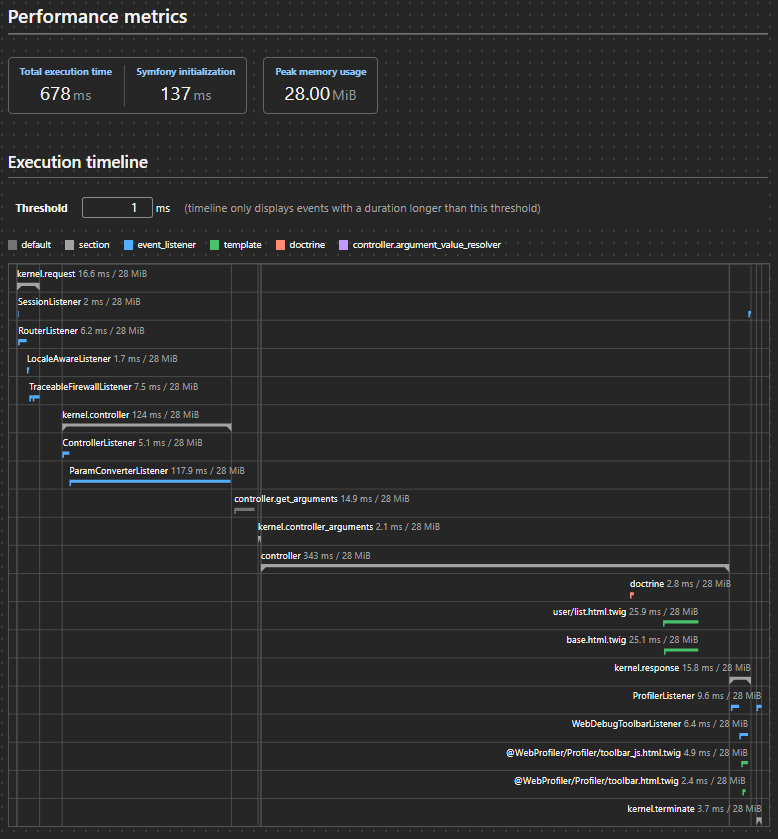 Performance metrics
Total execution time Symfony initialization Peak memory usage
678 ms 137 ms 28.00 MiB
Execution timeline
Threshold 1 ms (timeline only displays events with a duration longer than this threshold)
default section event_listener template doctrine controller.argument_value_resolver
kernel.request 16.6 ms / 28 MiB
SessionListener 2 ms / 28 MiB
RouterListener 6.2 ms / 28 MiB
LocaleAwareListener 1.7 ms / 28 MiB
TraceableFirewallListener 7.5 ms / 28 MiB
kernel.controller 124 ms / 28 MiB
ControllerListener 5.1 ms / 28 MiB
ParamConverterListener 117.9 ms / 28 MiB
controller.get_arguments 14.9 ms / 28 MiB
kernel.controller_arguments 2.1 ms / 28 MiB
controller 343 ms / 28 MiB
doctrine 2.8 ms / 28 MiB
user/list.html.twig 25.9 ms / 28 MiB
base.html.twig 25.1 ms / 28 MiB
kernel.response 15.8 ms / 28 MiB
ProfilerListener 9.6 ms / 28 MiB
WebDebugToolbarListener 6.4 ms / 28 MiB
@WebProfiler/Profiler/toolbar_js.html.twig 4.9 ms / 28 MiB
@WebProfiler/Profiler/toolbar.html.twig 2.4 ms / 28 MiB
kernel.terminate 3.7 ms / 28 MiB